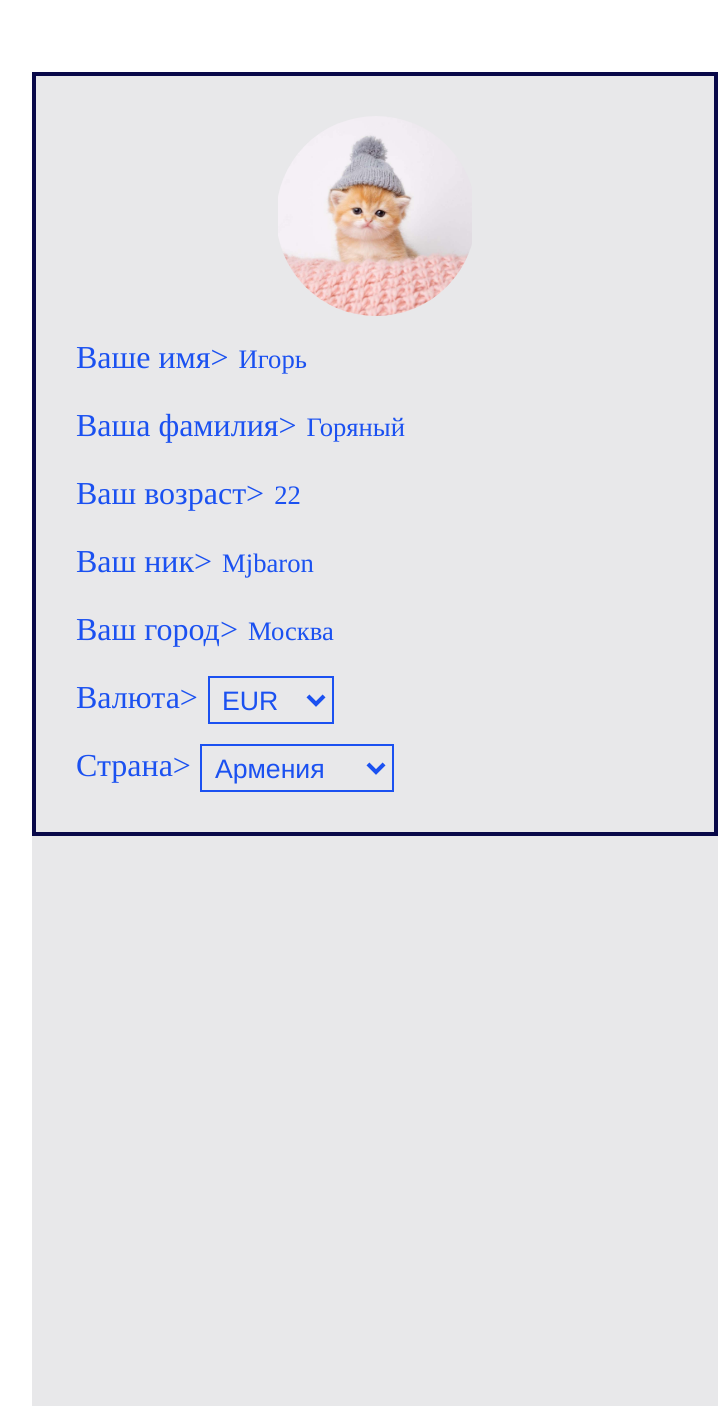 Ваше имя> Игорь
Ваша фамилия> Горяный
Ваш возраст> 22
Ваш ник> Mjbaron
Ваш город> Москва
Валюта> EUR
Страна> Армения